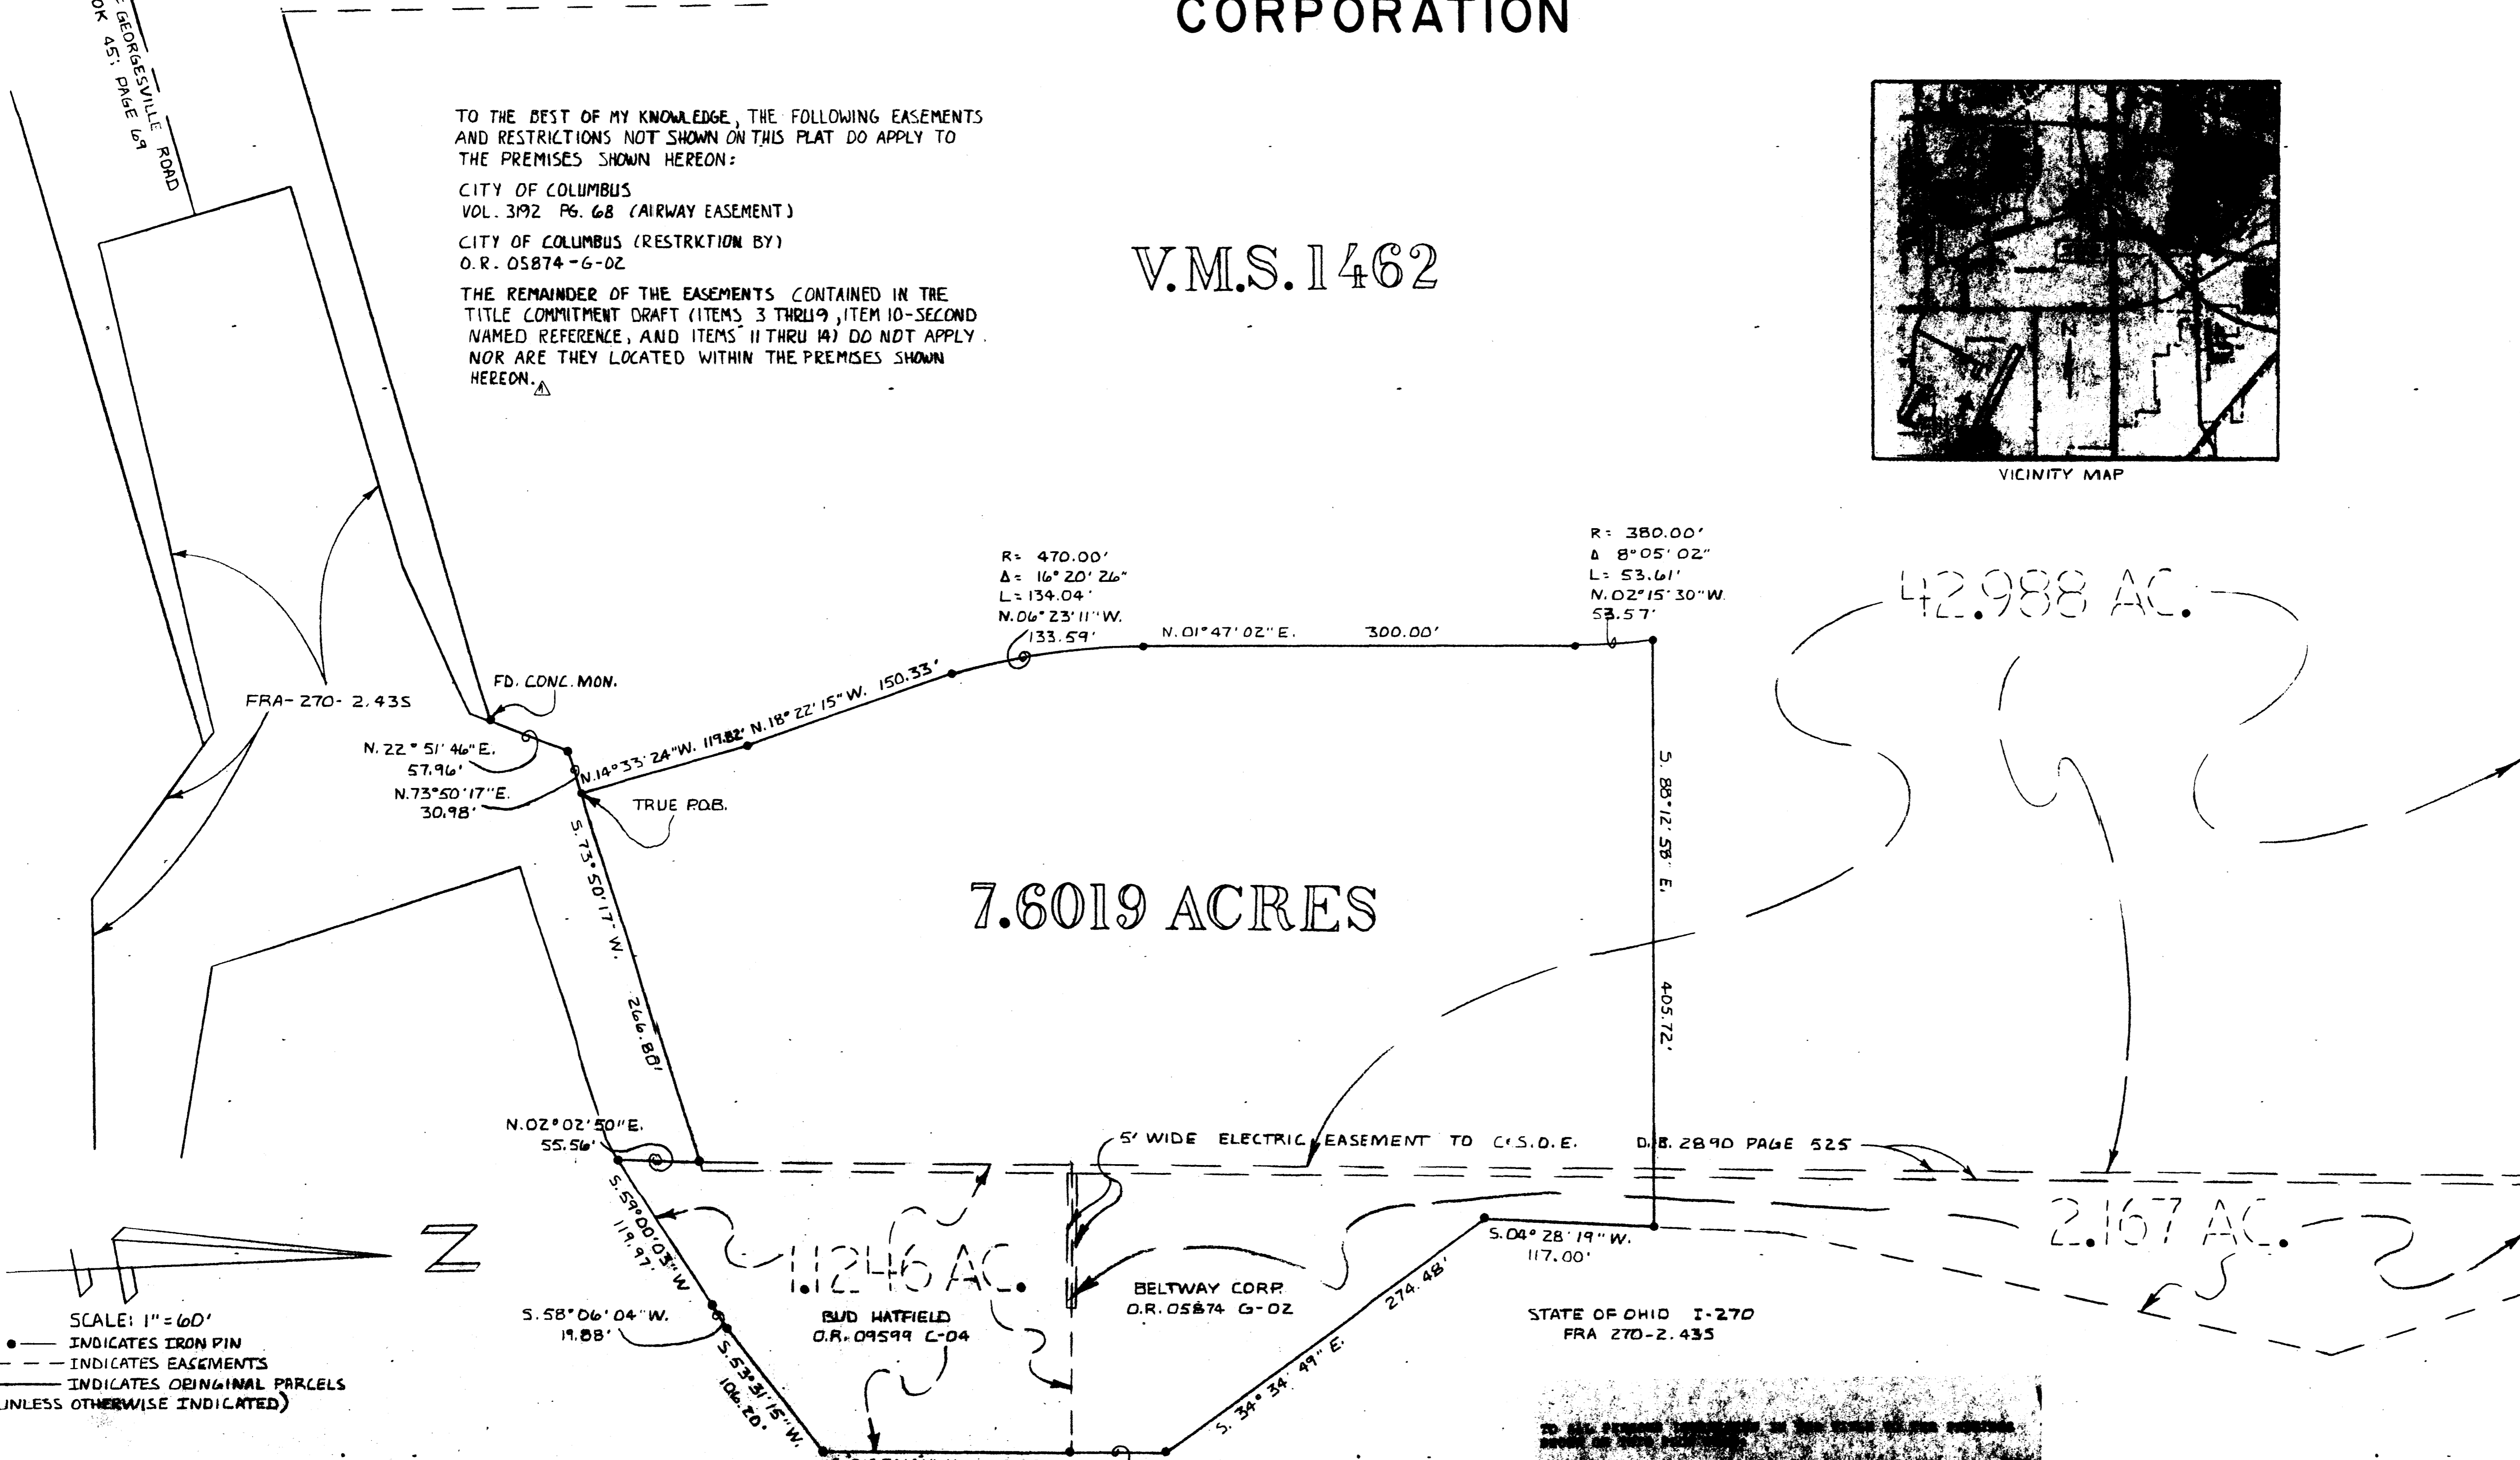 CORPORATION
GEORGESVILLE ROAD
45; PAGE 69
TO THE BEST OF MY KNOWLEDGE, THE FOLLOWING EASEMENTS
AND RESTRICTIONS NOT SHOWN ON THIS PLAT DO APPLY TO
THE PREMISES SHOWN HEREON:
CITY OF COLUMBUS
VOL. 3192 PG. 68 (AIRWAY EASEMENT)
CITY OF COLUMBUS (RESTRICTION BY)
O.R. 05874-G-02
THE REMAINDER OF THE EASEMENTS CONTAINED IN THE
TITLE COMMITMENT DRAFT (ITEMS 3 THRU 9, ITEM 10-SECOND
NAMED REFERENCE, AND ITEMS 11 THRU 14) DO NOT APPLY.
NOR ARE THEY LOCATED WITHIN THE PREMISES SHOWN
HEREON.
V.M.S. 1462
N
VICINITY MAP
R= 470.00'
Δ= 16° 20' 26"
L= 134.04'
N.06° 23' 11" W.
133.59'
N. 01° 47' 02" E. 300.00'
R= 380.00'
Δ 8° 05' 02"
L= 53.61'
N. 02° 15' 30" W.
53.57'
42.988 AC.
FD. CONC. MON.
FRA-270-2.43S
N. 22° 51' 46" E.
57.96'
N.73° 50' 17" E.
30.98'
N.14° 33' 24" W. 119.82'
N. 18° 22' 15" W. 150.33'
TRUE P.O.B.
S. 73° 50' 17" W. 266.88'
S. 88° 12' 58" E. 405.72'
7.6019 ACRES
N.02° 02' 50" E.
55.56'
5' WIDE ELECTRIC EASEMENT TO C&S.O.E. D.B. 2890 PAGE 525
S. 59° 00' 03" W
119.97'
1.1246 AC.
S. 04° 28' 19" W.
117.00'
2.167 AC.
BELTWAY CORP.
O.R. 05874 G-02
274.48'
S. 34° 34' 49" E.
N
S. 58° 06' 04" W.
19.88'
BUD HATFIELD
O.R. 09599 C-04
STATE OF OHIO I-270
FRA 270-2.43S
S. 53° 31' 15" W.
106.20'
SCALE: 1" = 60'
INDICATES IRON PIN
INDICATES EASEMENTS
INDICATES OPINGINAL PARCELS
UNLESS OTHERWISE INDICATED)